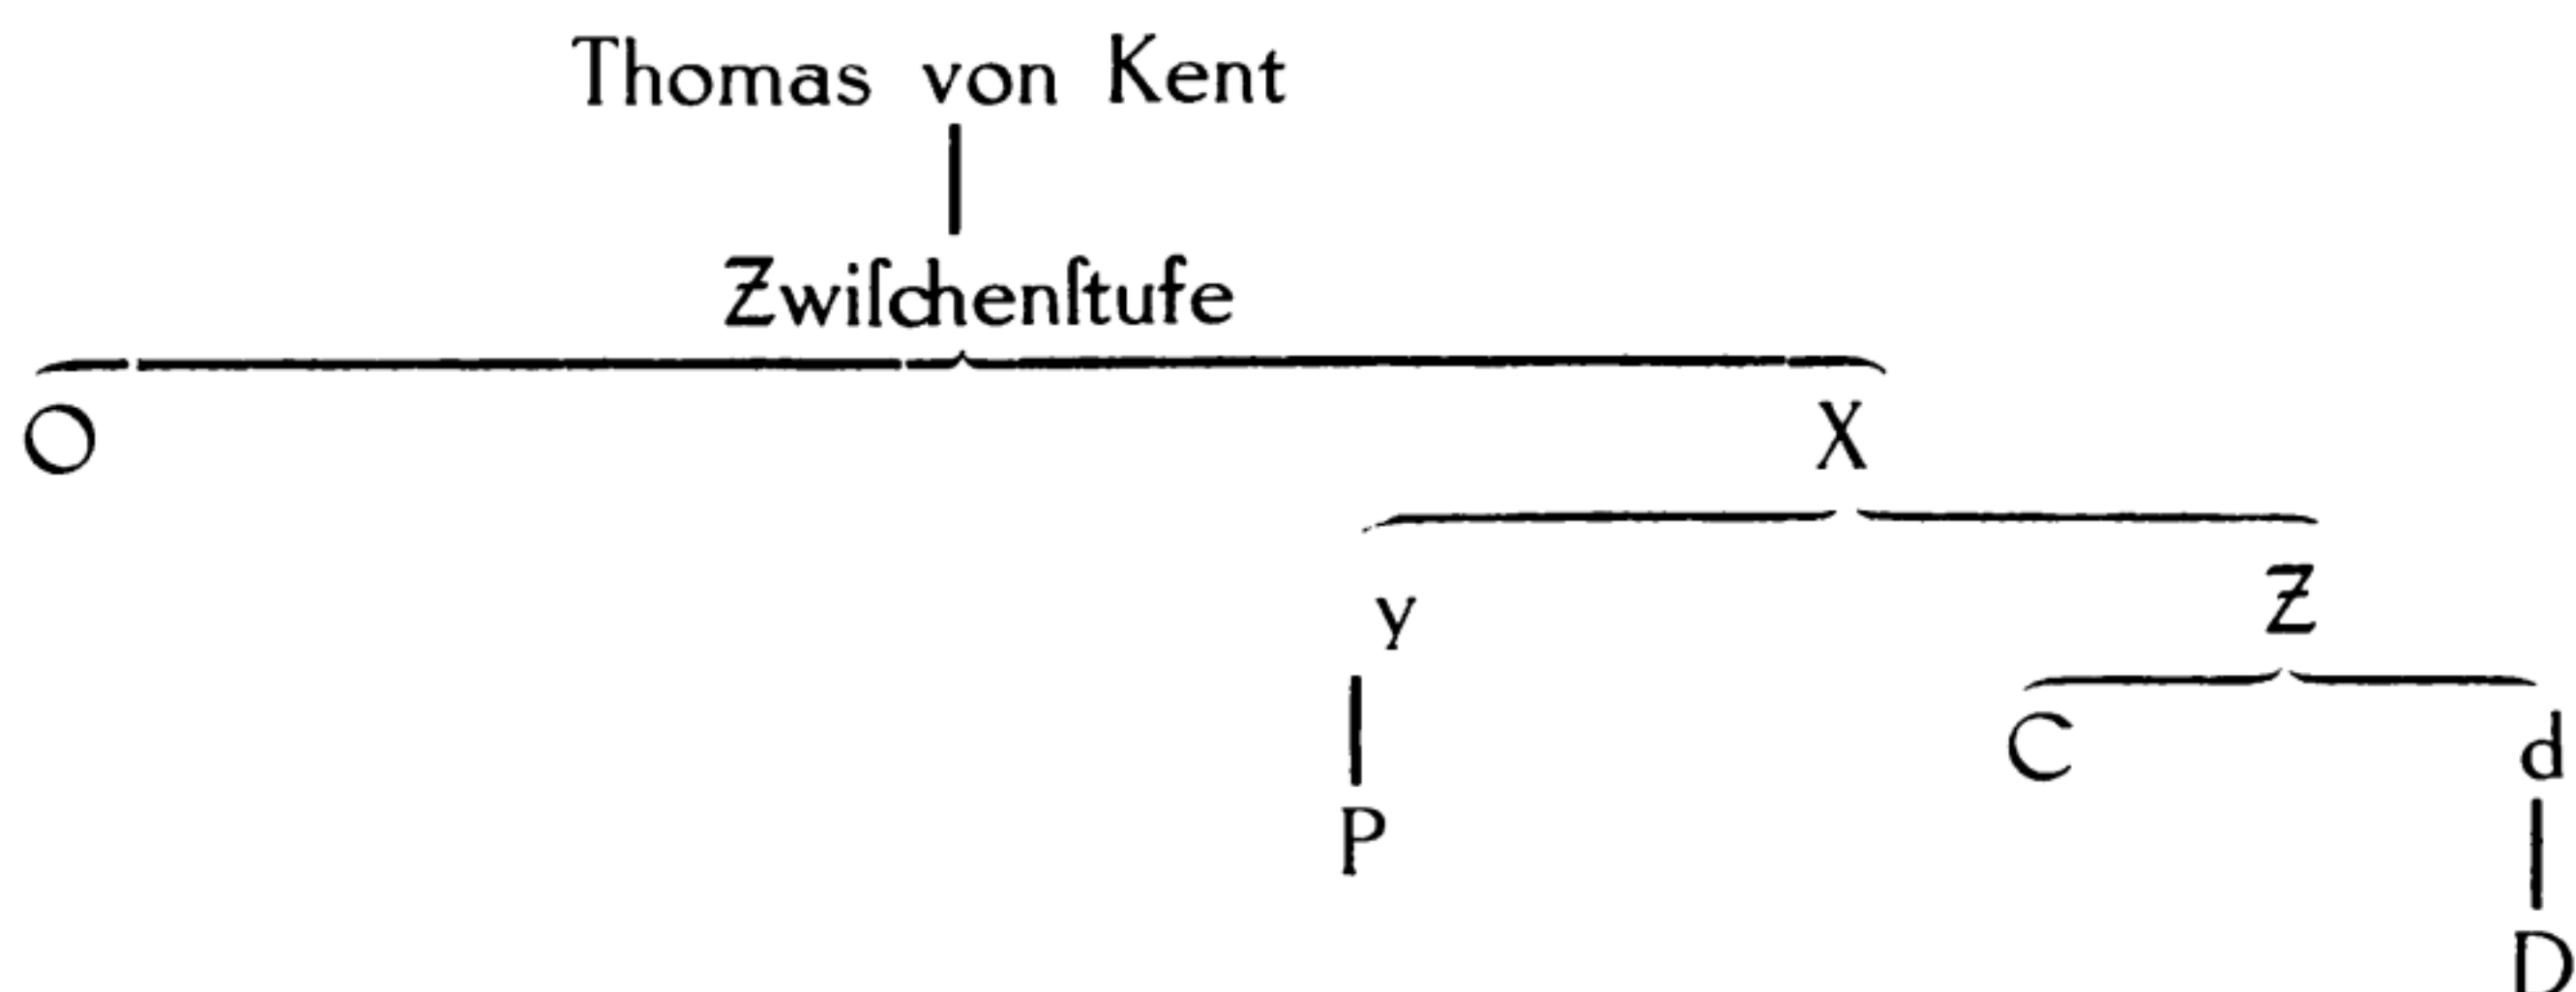 Thomas von Kent
Zwiſchenſtufe
O X
y Z
C d
P
D